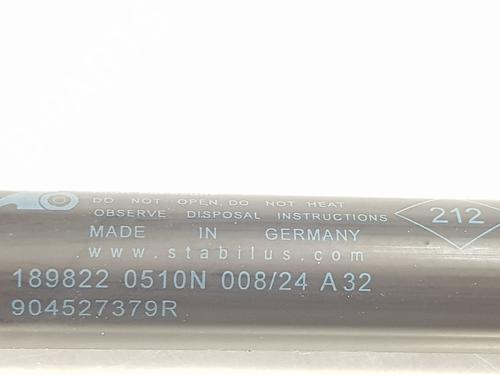 DO NOT OPEN, DO NOT HEAT
OBSERVE DISPOSAL INSTRUCTIONS
212
MADE IN GERMANY
www.stabilus.com
189822 0510N 008/24 A32
904527379R